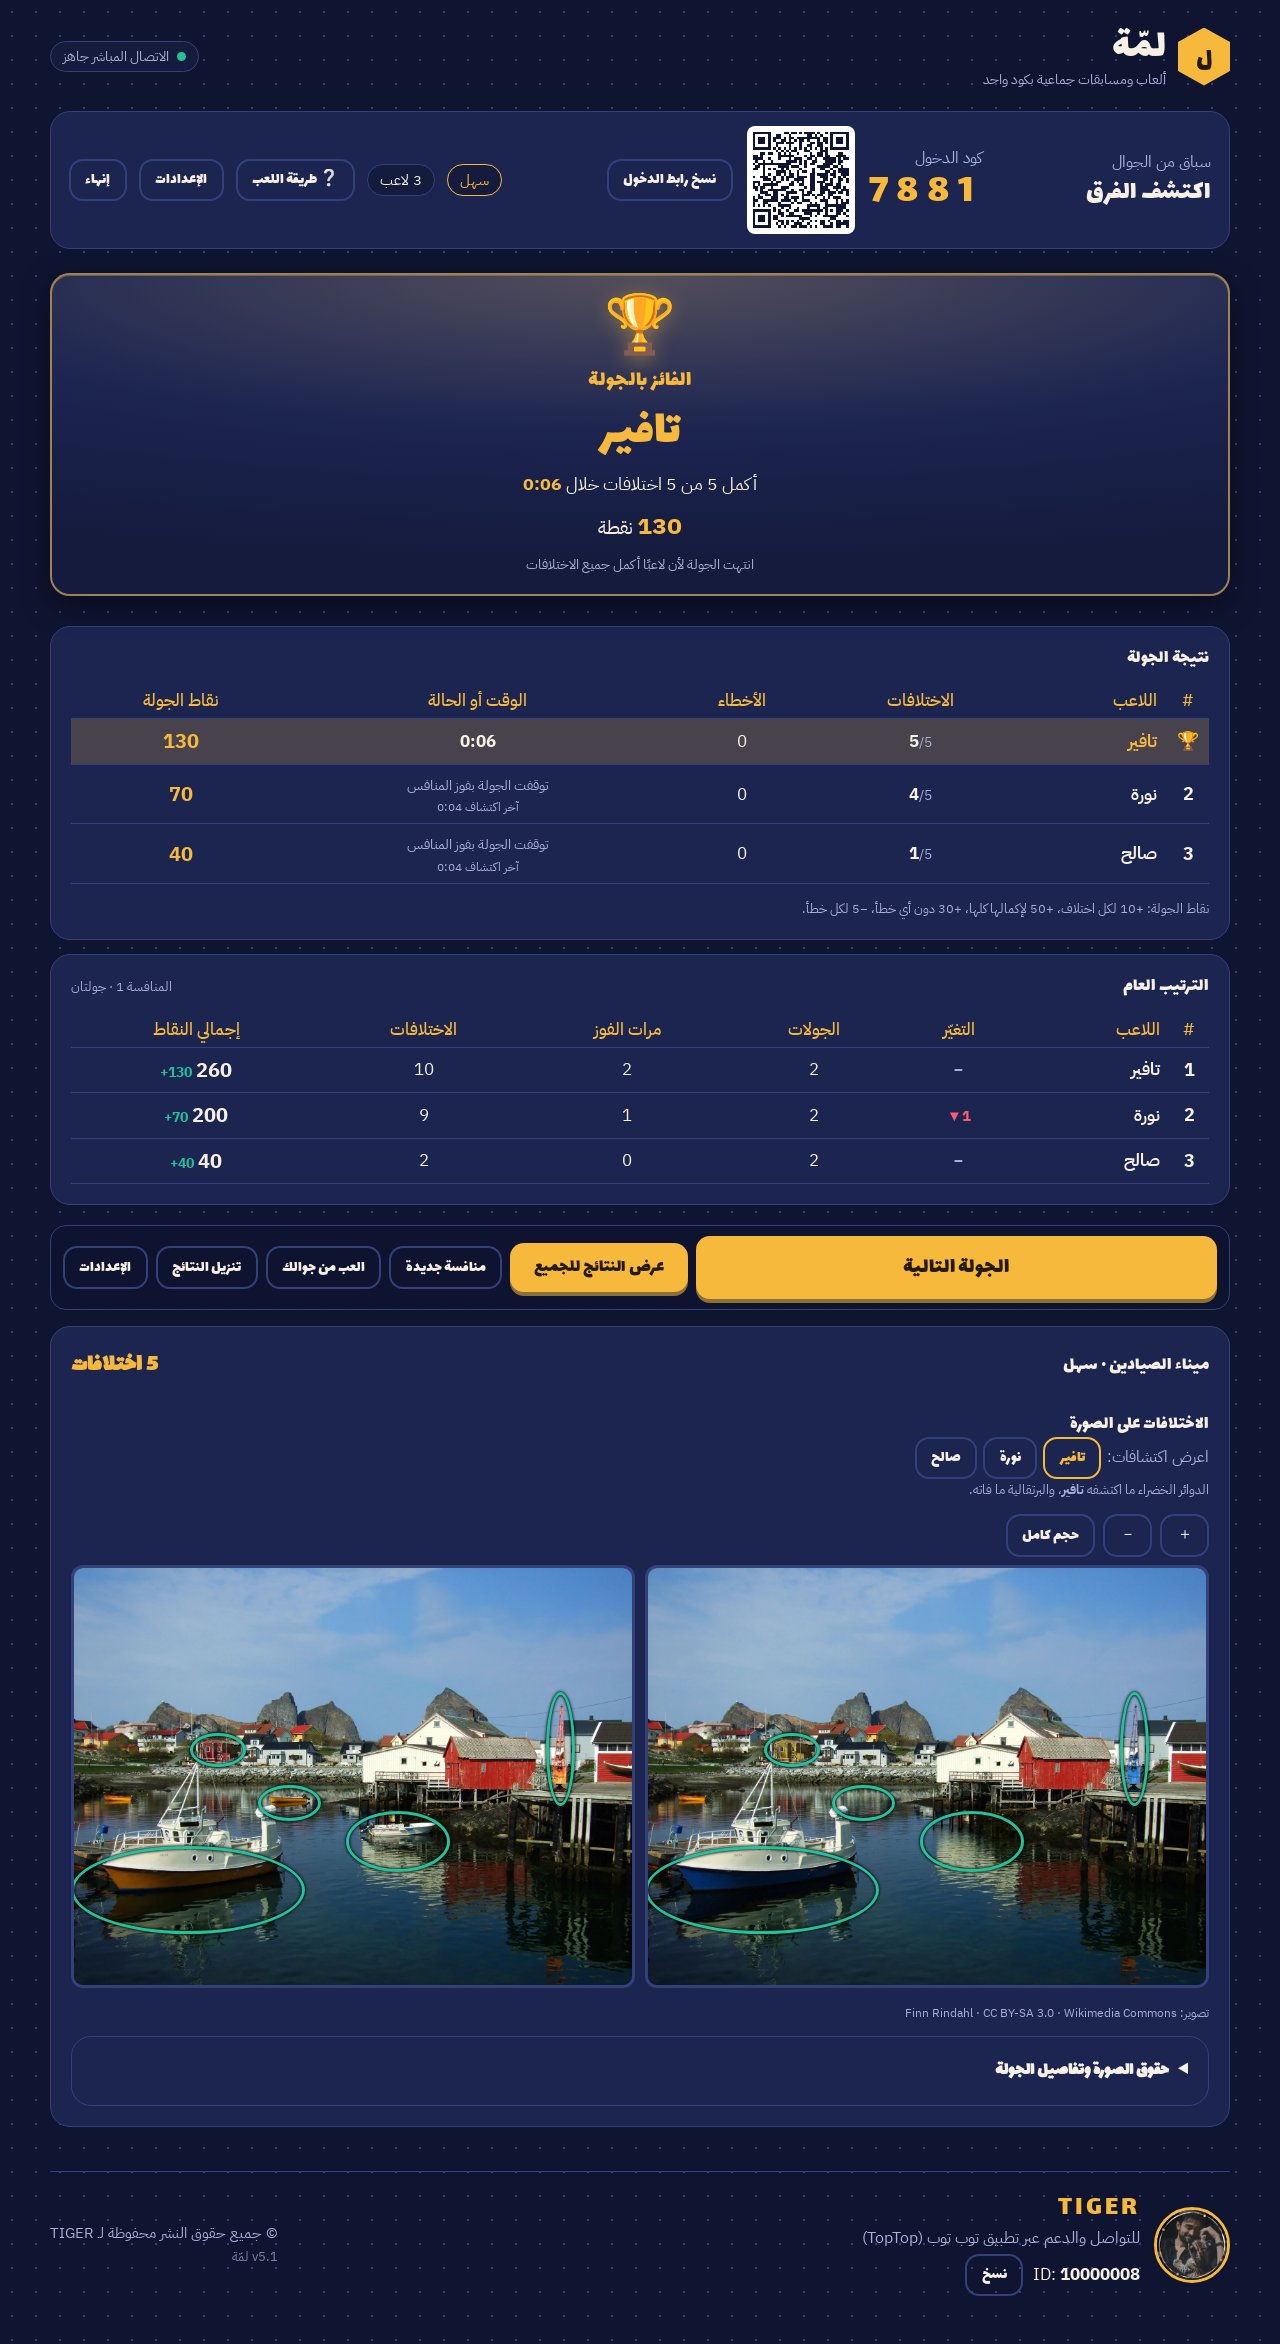 ل
لمّة
ألعاب ومسابقات جماعية بكود واحد
الاتصال المباشر جاهز
سباق من الجوال
اكتشف الفرق
كود الدخول
7881
نسخ رابط الدخول
سهل
3 لاعب
❔ طريقة اللعب
الإعدادات
إنهاء
الفائز بالجولة
تافير
أكمل 5 من 5 اختلافات خلال 0:06
130 نقطة
انتهت الجولة لأن لاعبًا أكمل جميع الاختلافات
نتيجة الجولة
# اللاعب الاختلافات الأخطاء الوقت أو الحالة نقاط الجولة
🏆 تافير 5/5 0 0:06 130
2 نورة 4/5 0 توقفت الجولة بفوز المنافس 70
آخر اكتشاف 0:04
3 صالح 1/5 0 توقفت الجولة بفوز المنافس 40
آخر اكتشاف 0:04
نقاط الجولة: +10 لكل اختلاف، +50 لإكمالها كلها، +30 دون أي خطأ، −5 لكل خطأ.
الترتيب العام
المنافسة 1 · جولتان
# اللاعب التغيّر الجولات مرات الفوز الاختلافات إجمالي النقاط
1 تافير – 2 2 10 260 +130
2 نورة ▼1 2 1 9 200 +70
3 صالح – 2 0 2 40 +40
الجولة التالية
عرض النتائج للجميع
منافسة جديدة
العب من جوالك
تنزيل النتائج
الإعدادات
ميناء الصيادين · سهل
5 اختلافات
الاختلافات على الصورة
اعرض اكتشافات: تافير نورة صالح
الدوائر الخضراء ما اكتشفه تافير، والبرتقالية ما فاته.
+ − حجم كامل
تصوير: Finn Rindahl · CC BY-SA 3.0 · Wikimedia Commons
◀ حقوق الصورة وتفاصيل الجولة
TIGER
للتواصل والدعم عبر تطبيق توب توب (TopTop)
ID: 10000008
نسخ
© جميع حقوق النشر محفوظة لـ TIGER
لمّة v5.1